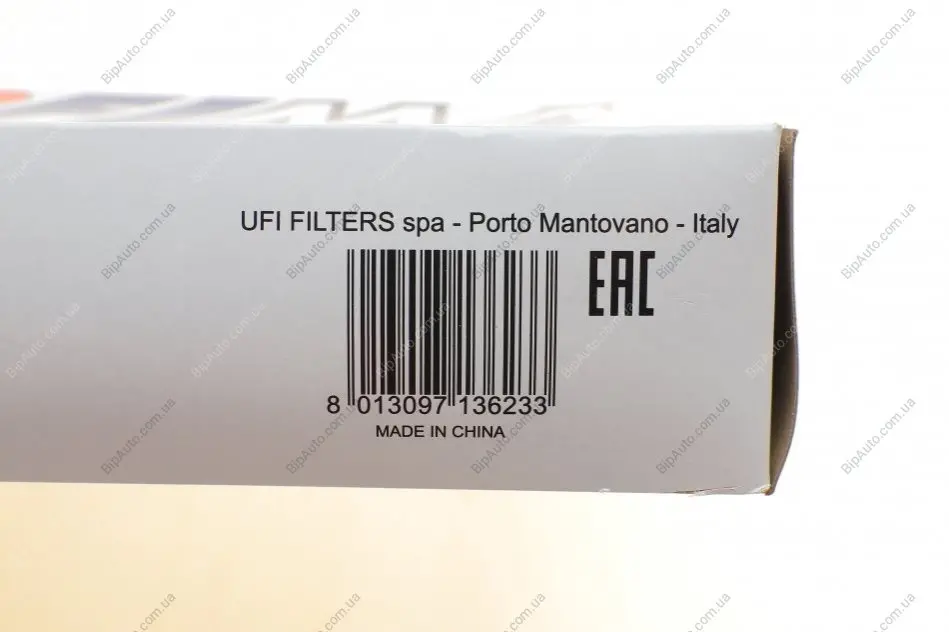 UFI FILTERS spa - Porto Mantovano - Italy
EAC
8 013097 136233
MADE IN CHINA
BipAuto.com.ua